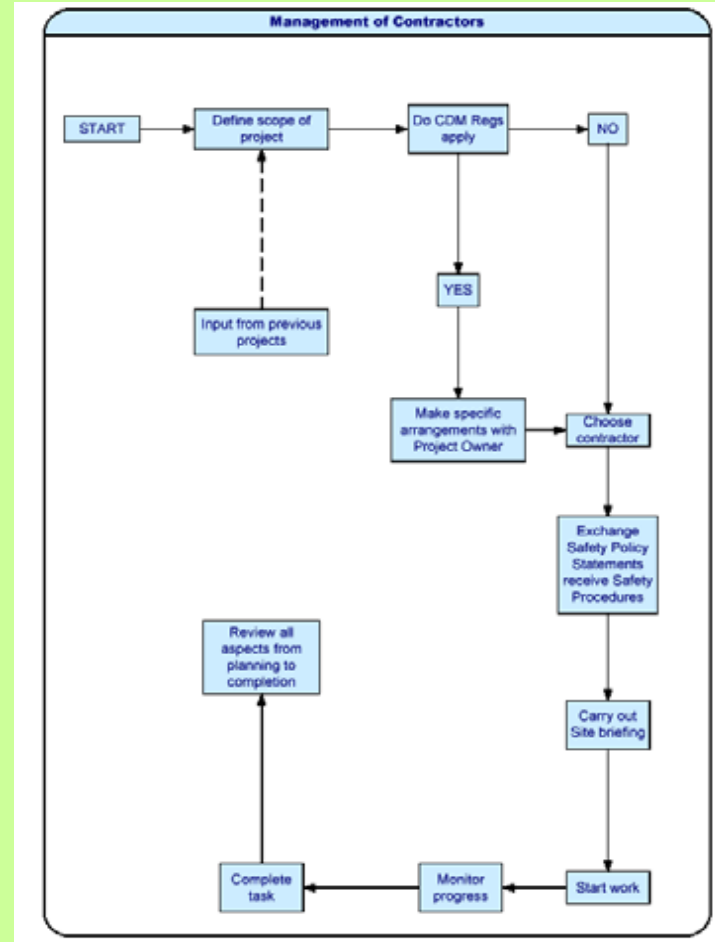 Management of Contractors
START
Define scope of
project
Do CDM Regs
apply
NO
YES
Input from previous
projects
Make specific
arrangements with
Project Owner
Choose
contractor
Exchange
Safety Policy
Statements
receive Safety
Procedures
Review all
aspects from
planning to
completion
Carry out
Site briefing
Complete
task
Monitor
progress
Start work